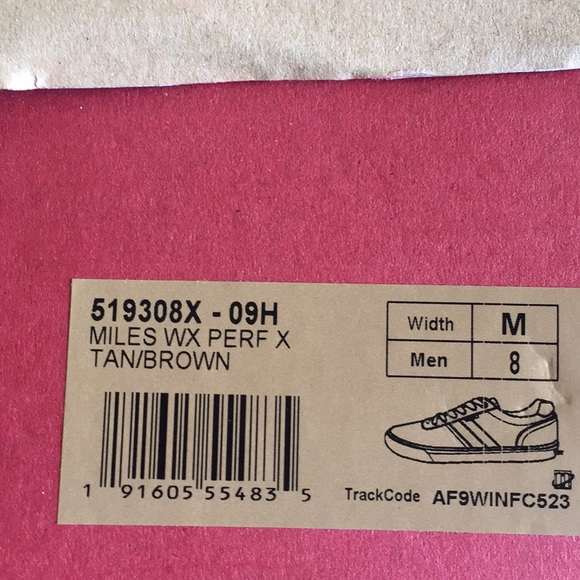 519308X - 09H
MILES WX PERF X
TAN/BROWN
Width M
Men 8
1 91605 55483 5
TrackCode AF9WINFC523